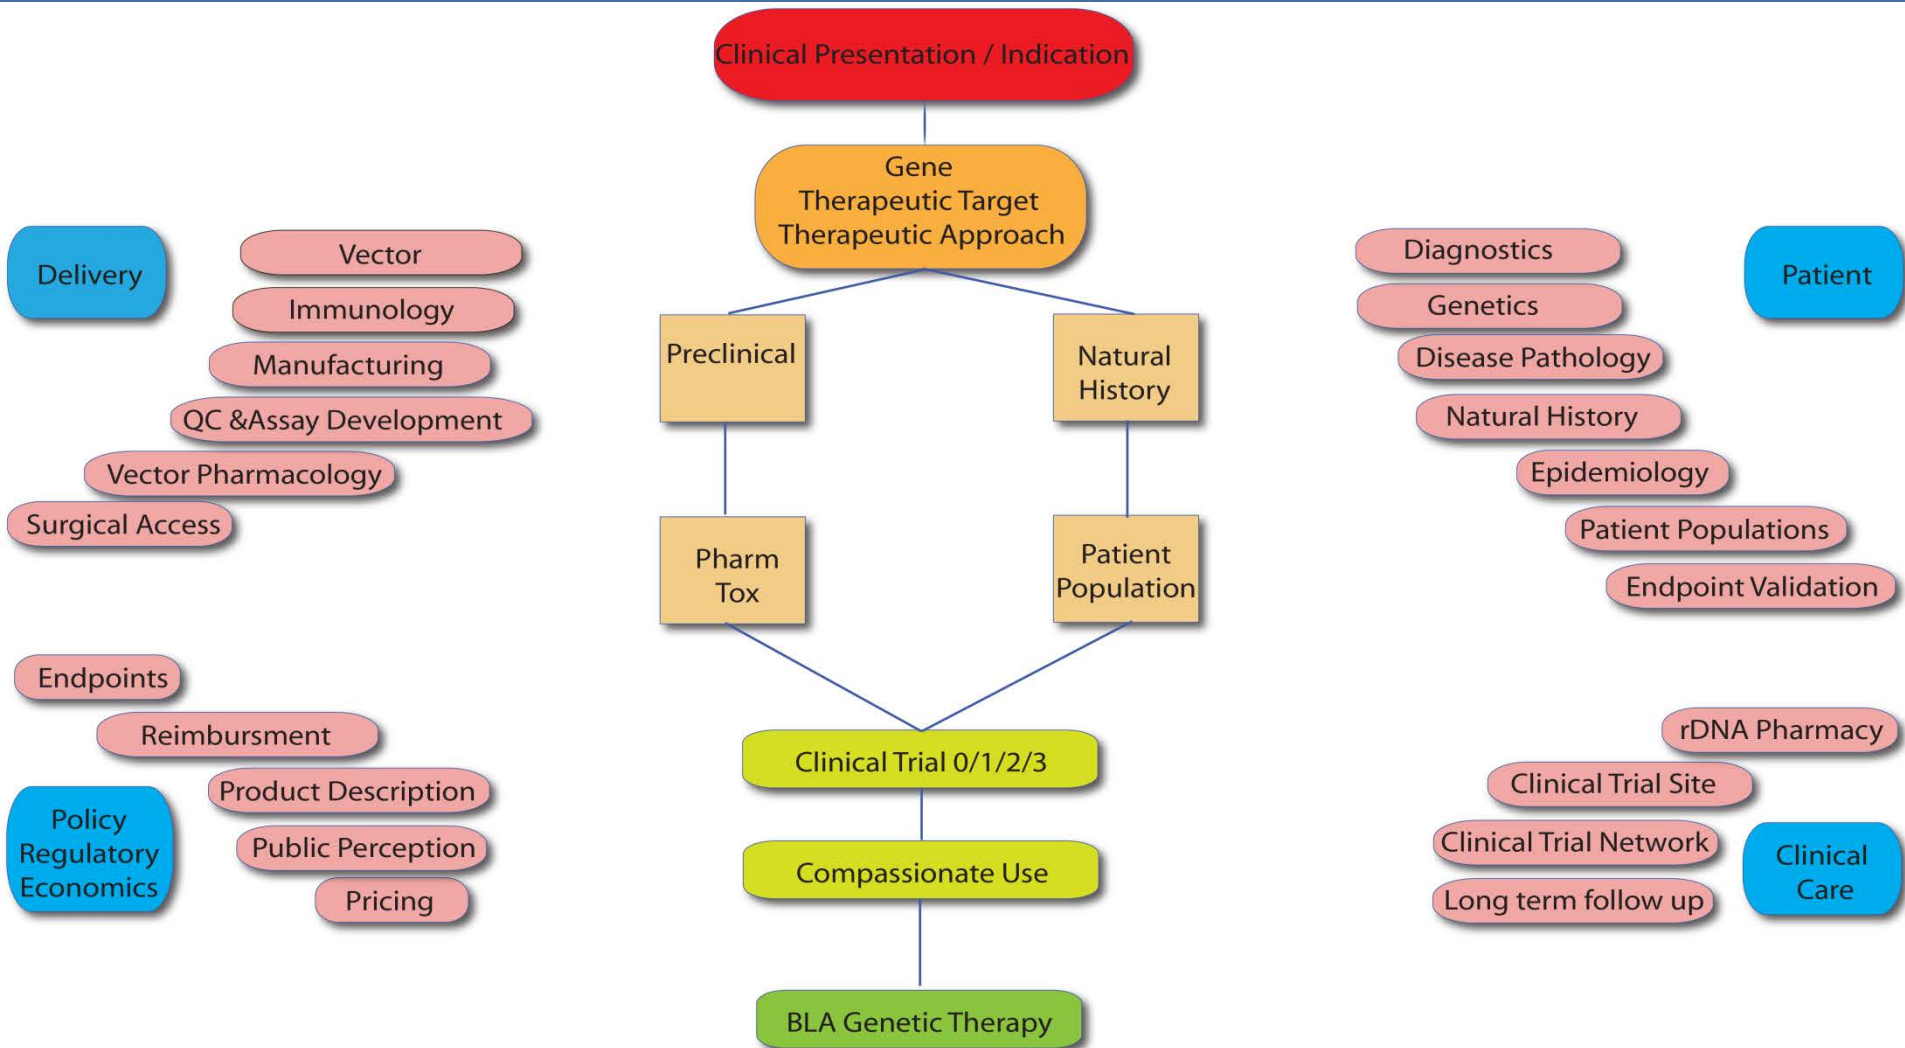 Clinical Presentation / Indication
Gene
Therapeutic Target
Therapeutic Approach
Delivery
Vector
Immunology
Manufacturing
QC &Assay Development
Vector Pharmacology
Surgical Access
Preclinical
Natural
History
Pharm
Tox
Patient
Population
Diagnostics
Genetics
Disease Pathology
Natural History
Epidemiology
Patient Populations
Endpoint Validation
Patient
Endpoints
Reimbursment
Product Description
Public Perception
Pricing
Policy
Regulatory
Economics
Clinical Trial 0/1/2/3
Compassionate Use
BLA Genetic Therapy
rDNA Pharmacy
Clinical Trial Site
Clinical Trial Network
Long term follow up
Clinical
Care